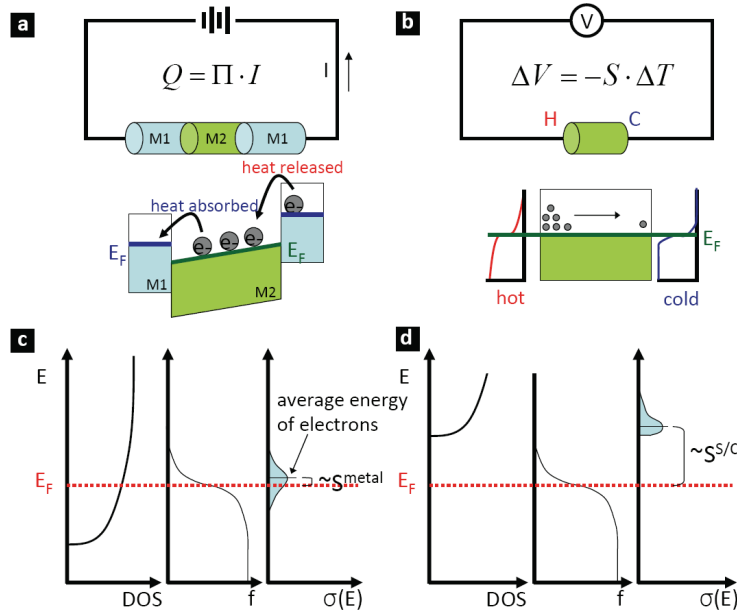 a
I
Q = Π · I
M1 M2 M1
heat released
heat absorbed
e- e- e- e-
E_F
E_F
M1
M2
b
V
ΔV = −S · ΔT
H C
E_F
hot cold
c
E
average energy
of electrons
~S^metal
E_F
DOS f σ(E)
d
E
~S^S/C
E_F
DOS f σ(E)